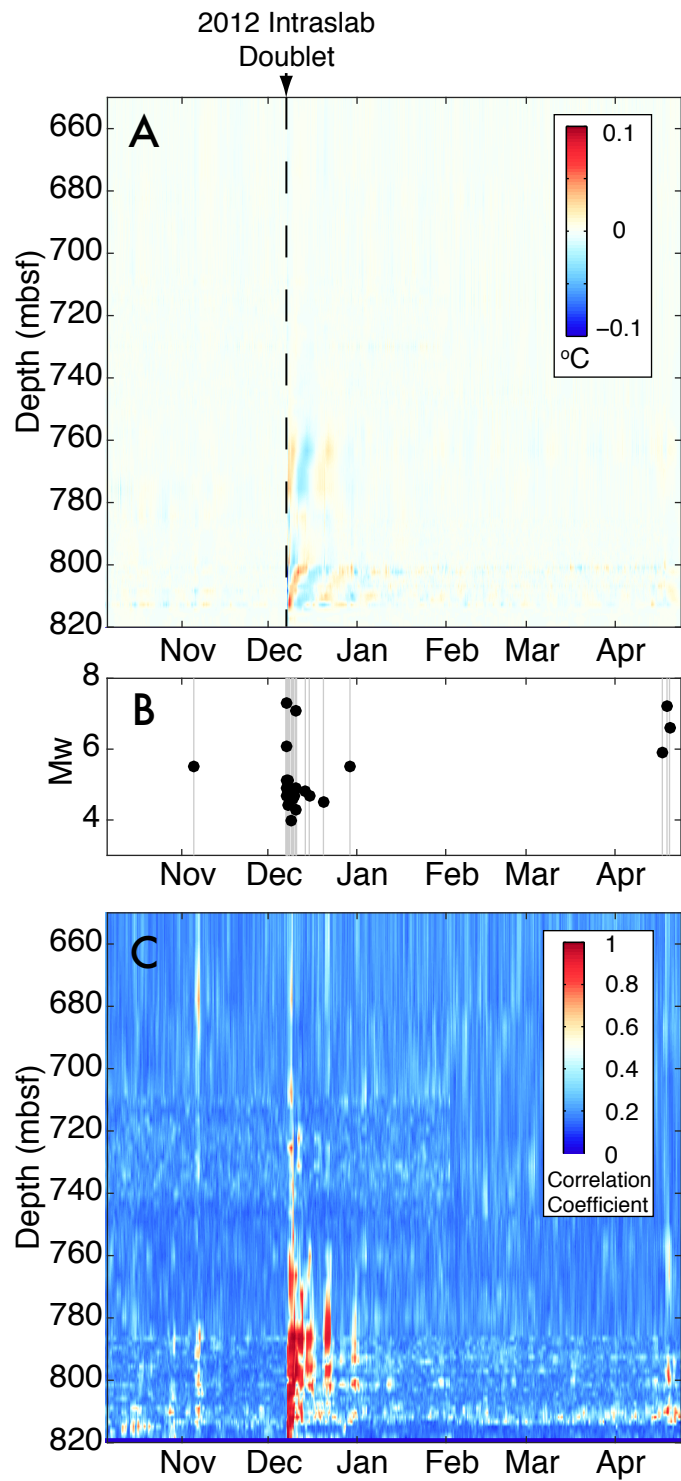 2012 Intraslab
Doublet
A
0.1
0
−0.1
°C
Depth (mbsf)
660
680
700
720
740
760
780
800
820
Nov Dec Jan Feb Mar Apr
B
Mw
8
6
4
Nov Dec Jan Feb Mar Apr
C
1
0.8
0.6
0.4
0.2
0
Correlation
Coefficient
Depth (mbsf)
660
680
700
720
740
760
780
800
820
Nov Dec Jan Feb Mar Apr